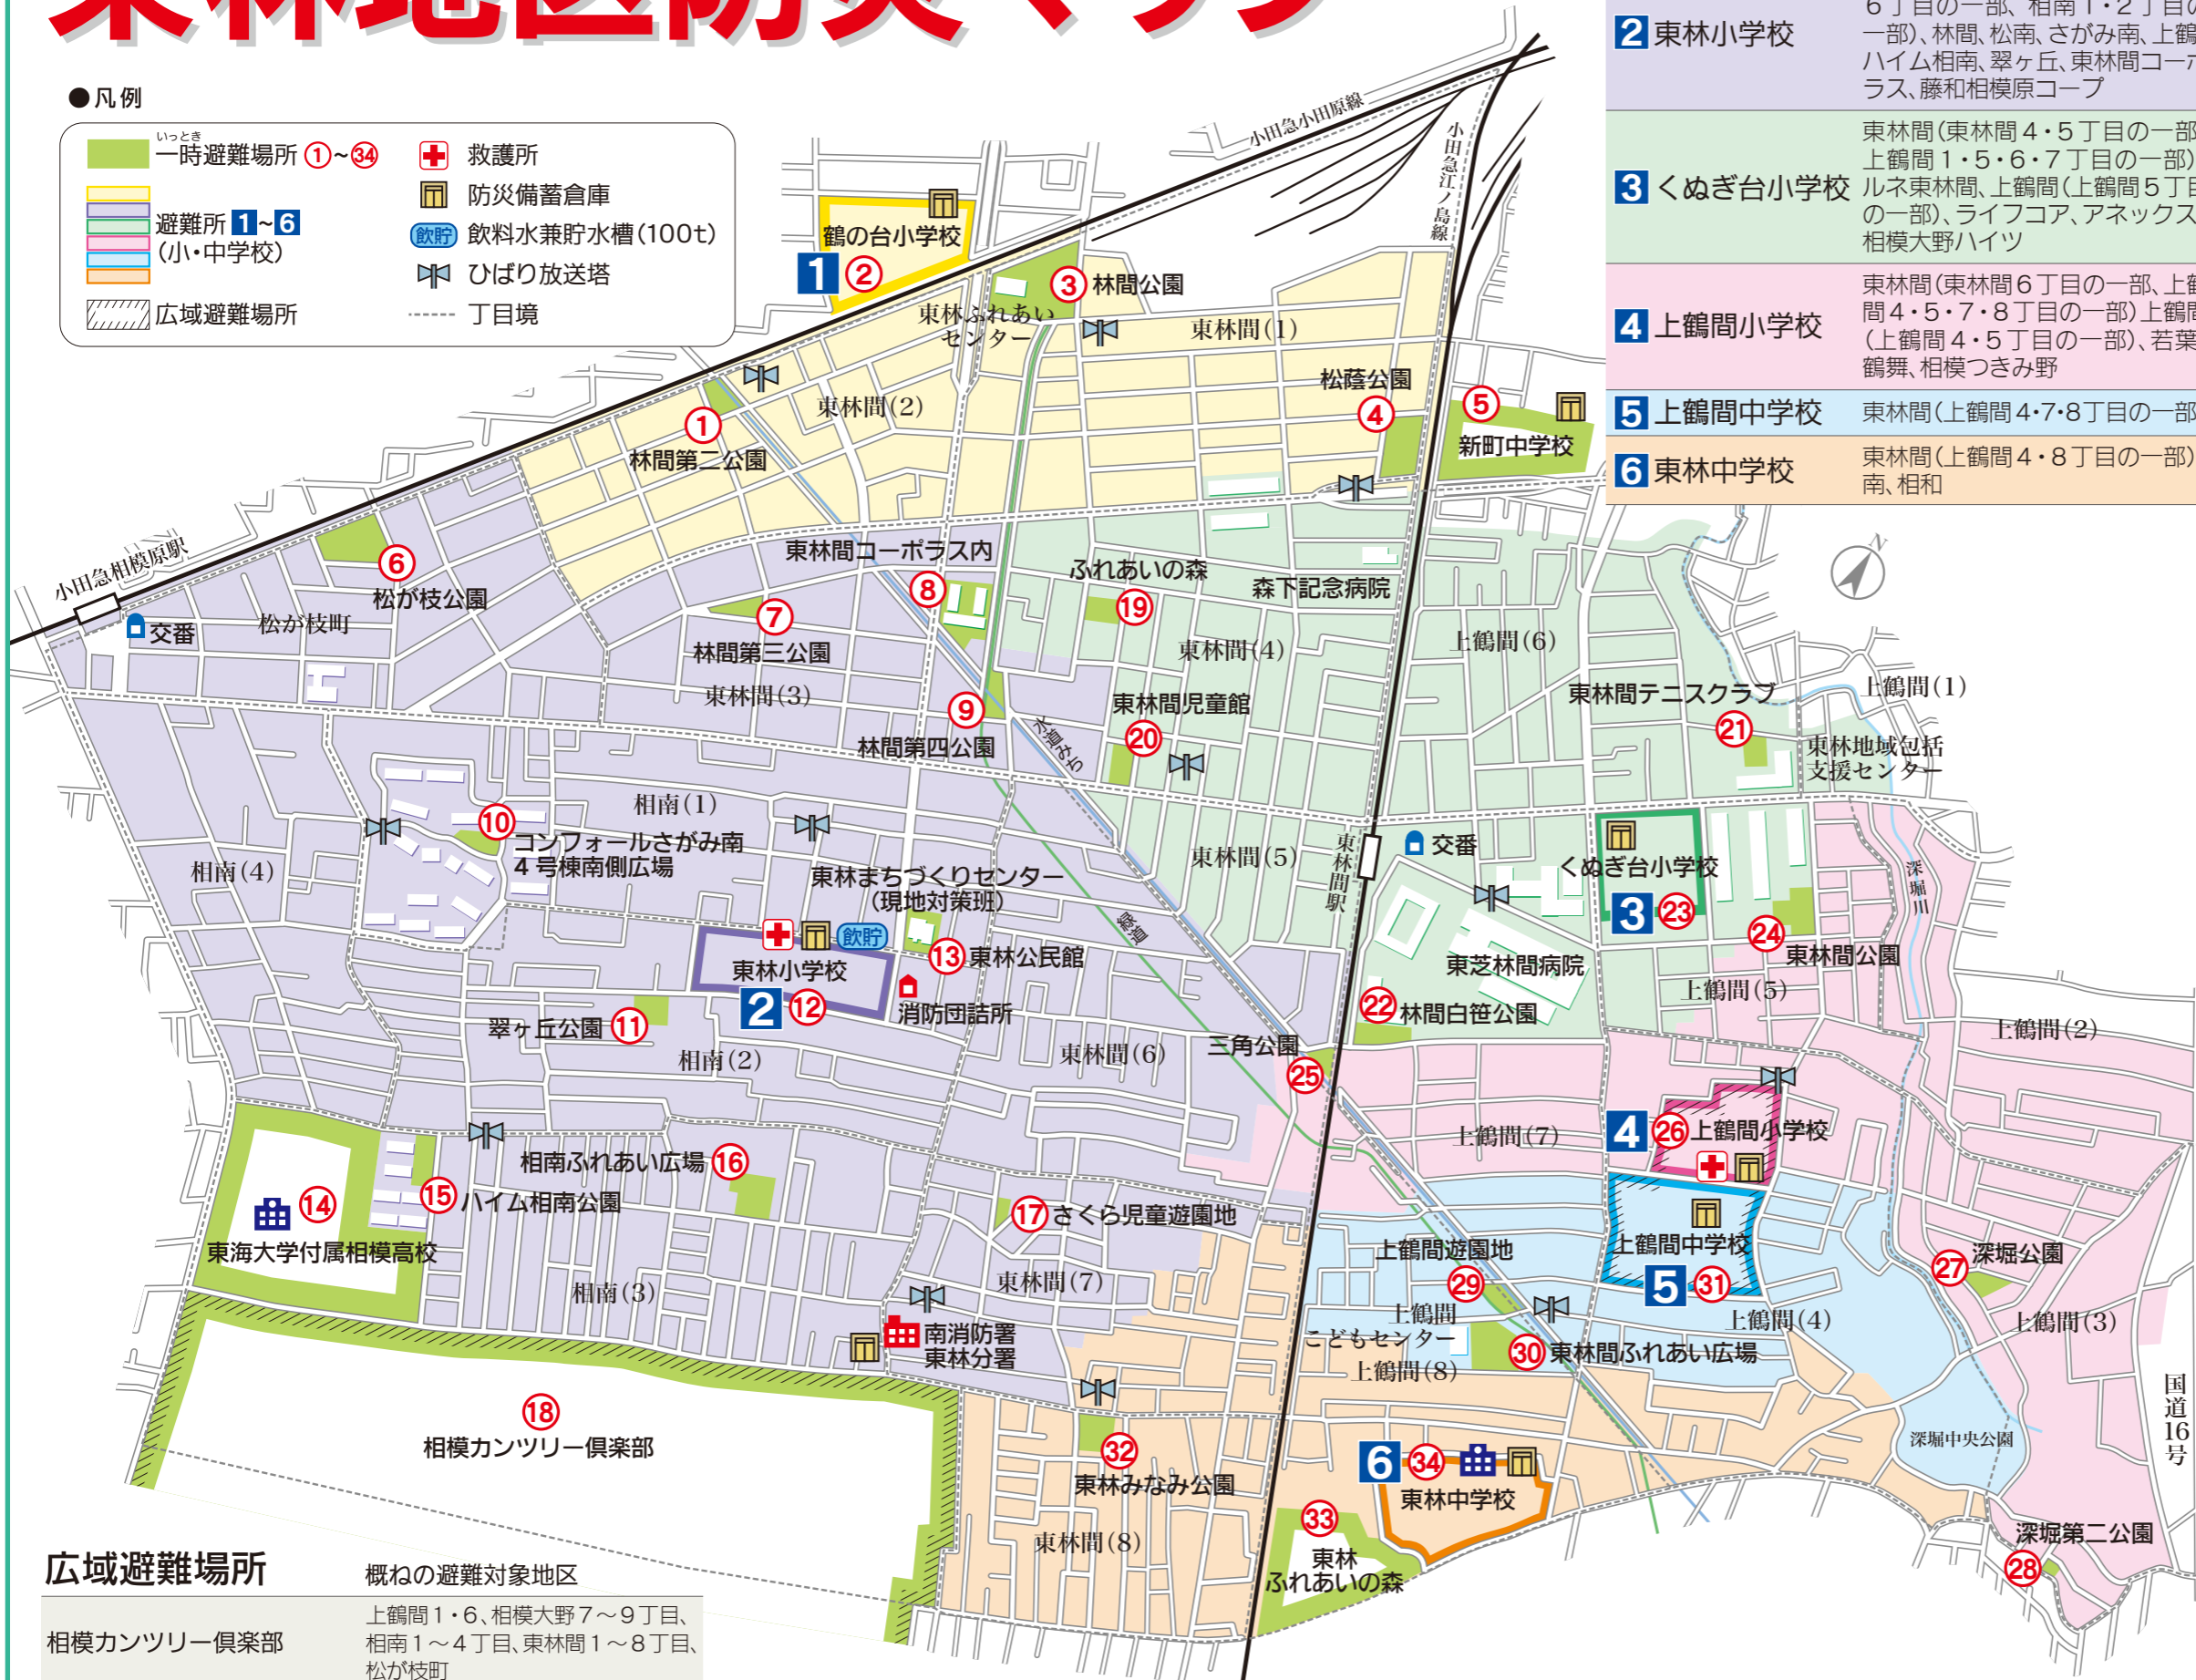 東林地区防災マップ
●凡例
いっとき
一時避難場所 ①~㉞
避難所 1~6
(小・中学校)
広域避難場所
救護所
防災備蓄倉庫
飲貯 飲料水兼貯水槽(100t)
ひばり放送塔
丁目境
2 東林小学校
6丁目の一部、相南1・2丁目の
一部)、林間、松南、さがみ南、上鶴
ハイム相南、翠ヶ丘、東林間コーポ
ラス、藤和相模原コープ
3 くぬぎ台小学校
東林間(東林間4・5丁目の一部
上鶴間1・5・6・7丁目の一部)
ルネ東林間、上鶴間(上鶴間5丁目
の一部)、ライフコア、アネックス
相模大野ハイツ
4 上鶴間小学校
東林間(東林間6丁目の一部、上鶴
間4・5・7・8丁目の一部)上鶴間
(上鶴間4・5丁目の一部)、若葉
鶴舞、相模つきみ野
5 上鶴間中学校
東林間(上鶴間4・7・8丁目の一部
6 東林中学校
東林間(上鶴間4・8丁目の一部)
南、相和
小田急小田原線
小田急江ノ島線
鶴の台小学校
1 ②
③ 林間公園
東林ふれあい
センター
東林間(1)
松蔭公園
④
⑤
新町中学校
東林間(2)
①
林間第二公園
小田急相模原駅
⑥
松が枝公園
交番
松が枝町
東林間コーポラス内
⑧
⑦
林間第三公園
東林間(3)
ふれあいの森
⑲
森下記念病院
東林間(4)
上鶴間(6)
N
⑨
林間第四公園
水道みち
東林間児童館
⑳
東林間テニスクラブ
㉑
上鶴間(1)
東林地域包括
支援センター
相南(1)
⑩
コンフォールさがみ南
4号棟南側広場
相南(4)
東林まちづくりセンター
(現地対策班)
東林間(5)
東林間駅
交番
くぬぎ台小学校
3 ㉓
深堀川
緑道
飲貯
東林小学校
2 ⑫
⑬ 東林公民館
消防団詰所
東芝林間病院
㉔
東林間公園
上鶴間(5)
㉒ 林間白笹公園
上鶴間(2)
翠ヶ丘公園 ⑪
相南(2)
東林間(6)
三角公園
㉕
上鶴間(7)
4 ㉖ 上鶴間小学校
⑭
東海大学付属相模高校
⑮ ハイム相南公園
相南ふれあい広場 ⑯
⑰ さくら児童遊園地
相南(3)
東林間(7)
上鶴間遊園地
㉙
上鶴間
こどもセンター
上鶴間中学校
5 ㉛
㉗ 深堀公園
上鶴間(4)
上鶴間(3)
南消防署
東林分署
㉚ 東林間ふれあい広場
上鶴間(8)
国道16号
⑱
相模カンツリー倶楽部
㉜
東林みなみ公園
東林間(8)
6 ㉞
東林中学校
㉝
東林
ふれあいの森
深堀中央公園
深堀第二公園
㉘
広域避難場所
概ねの避難対象地区
相模カンツリー倶楽部
上鶴間1・6、相模大野7～9丁目、
相南1～4丁目、東林間1～8丁目、
松が枝町